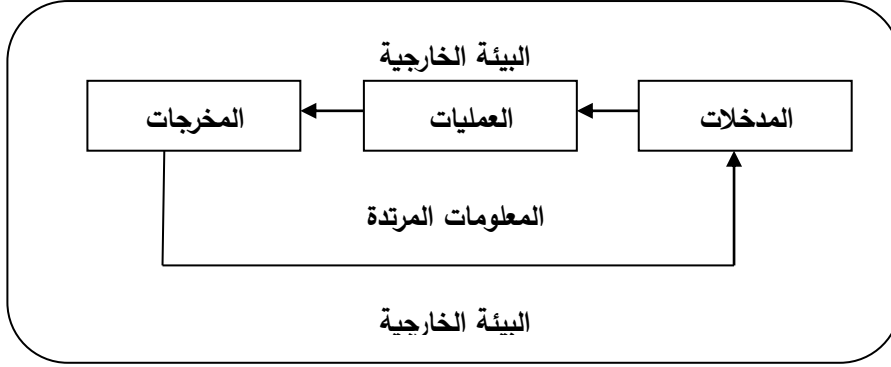 البيئة الخارجية
المدخلات
العمليات
المخرجات
المعلومات المرتدة
البيئة الخارجية